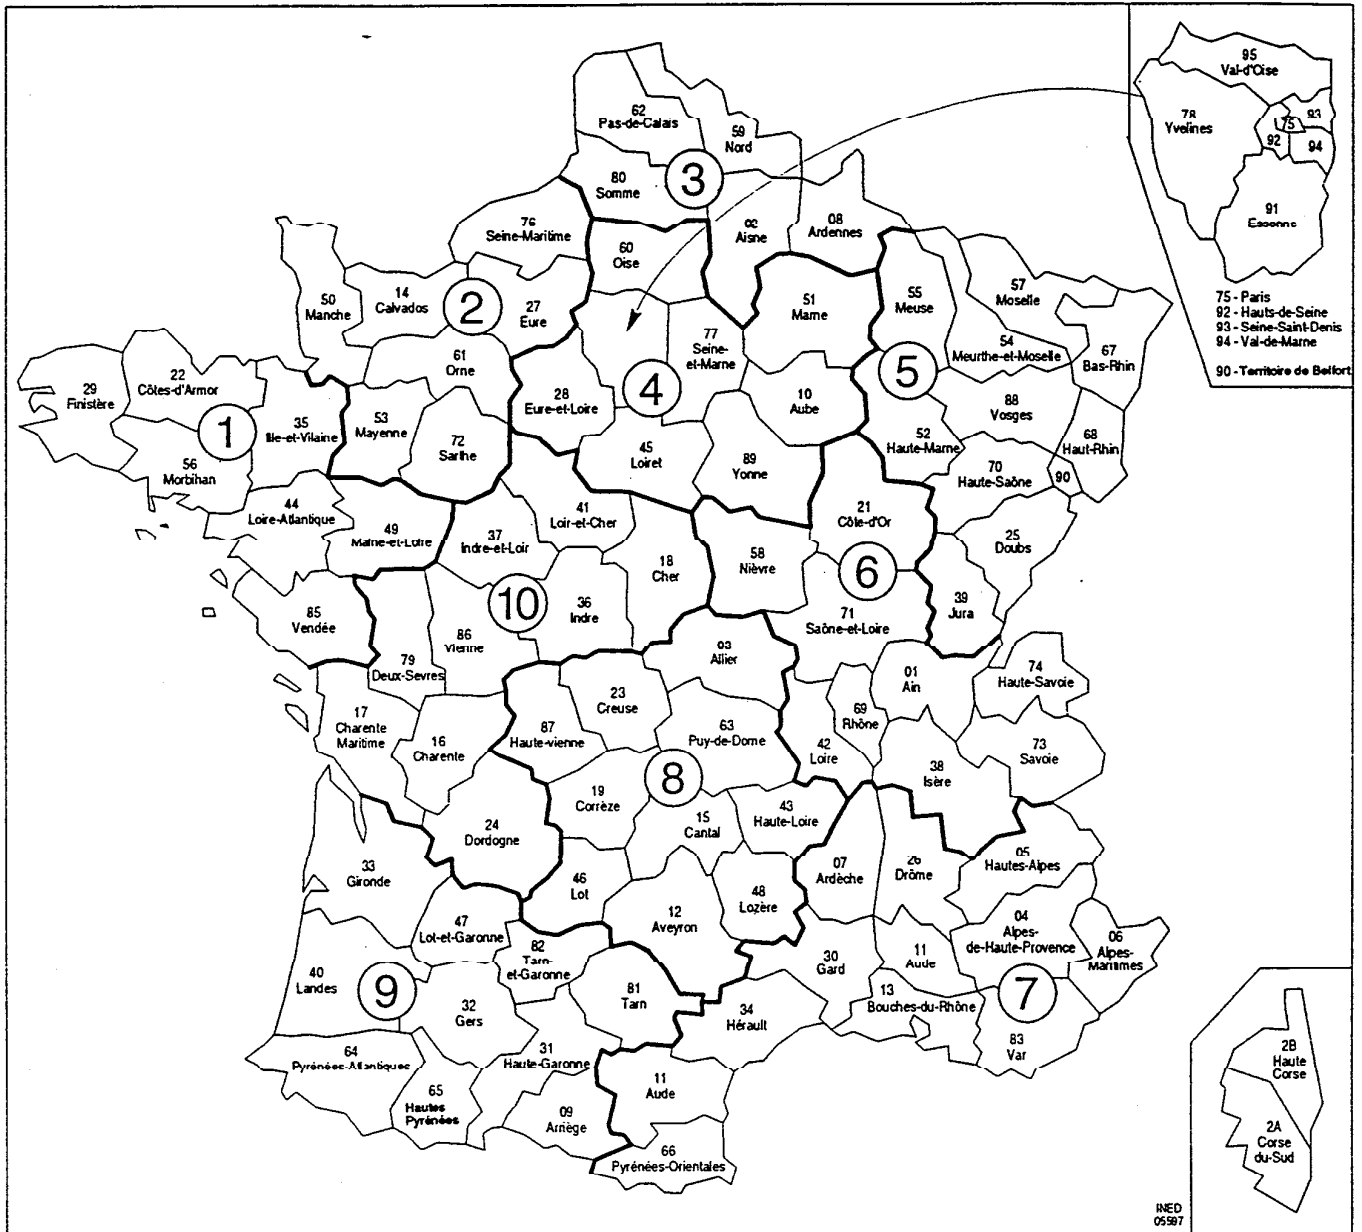 62
Pas-de-Calais
59
Nord
80
Somme
3
76
Seine-Maritime
60
Oise
02
Aisne
08
Ardennes
50
Manche
14
Calvados
2
27
Eure
51
Marne
55
Meuse
57
Moselle
54
Meurthe-et-Moselle
67
Bas-Rhin
77
Seine-
et-Marne
61
Orne
29
Finistère
22
Côtes-d'Armor
1
35
Ille-et-Vilaine
53
Mayenne
72
Sarthe
28
Eure-et-Loire
4
10
Aube
5
88
Vosges
52
Haute-Marne
68
Haut-Rhin
56
Morbihan
45
Loiret
89
Yonne
70
Haute-Saône
90
44
Loire-Atlantique
49
Maine-et-Loire
41
Loir-et-Cher
37
Indre-et-Loir
18
Cher
58
Nièvre
21
Côte-d'Or
6
25
Doubs
39
Jura
85
Vendée
10
36
Indre
86
Vienne
71
Saône-et-Loire
79
Deux-Sevres
03
Allier
01
Ain
74
Haute-Savoie
17
Charente
Maritime
16
Charente
87
Haute-vienne
23
Creuse
63
Puy-de-Dome
69
Rhône
42
Loire
38
Isère
73
Savoie
8
19
Corrèze
15
Cantal
43
Haute-Loire
24
Dordogne
33
Gironde
46
Lot
07
Ardèche
26
Drôme
05
Hautes-Alpes
48
Lozère
12
Aveyron
47
Lot-et-Garonne
82
Tarn-
et-Garonne
04
Alpes-
de-Haute-Provence
06
Alpes-
Maritimes
11
Aude
30
Gard
40
Landes
9
32
Gers
81
Tarn
34
Hérault
13
Bouches-du-Rhône
7
83
Var
64
Pyrénées-Atlantiques
65
Hautes
Pyrénées
31
Haute-Garonne
09
Arriège
11
Aude
66
Pyrénées-Orientales
95
Val-d'Oise
78
Yvelines
75
93
92
94
91
Essonne
75 - Paris
92 - Hauts-de-Seine
93 - Seine-Saint-Denis
94 - Val-de-Marne
90 - Territoire de Belfort
2B
Haute
Corse
2A
Corse
du-Sud
INED
05597